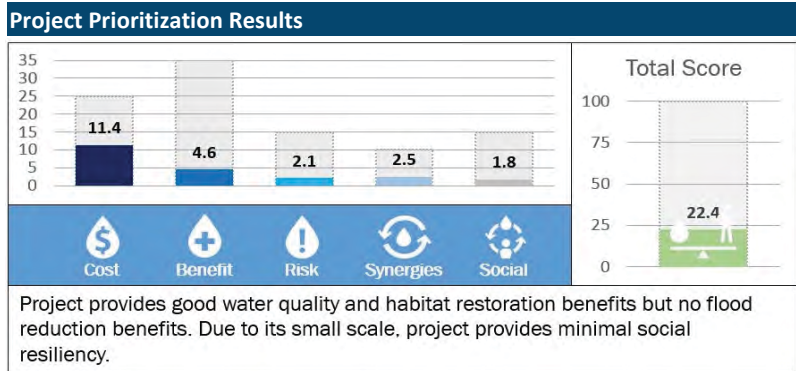 Project Prioritization Results
35
30
25
20
15
10
5
0
11.4
4.6
2.1
2.5
1.8
$
Cost
Benefit
!
Risk
Synergies
Social
Total Score
100
75
50
25
0
22.4
Project provides good water quality and habitat restoration benefits but no flood
reduction benefits. Due to its small scale, project provides minimal social
resiliency.